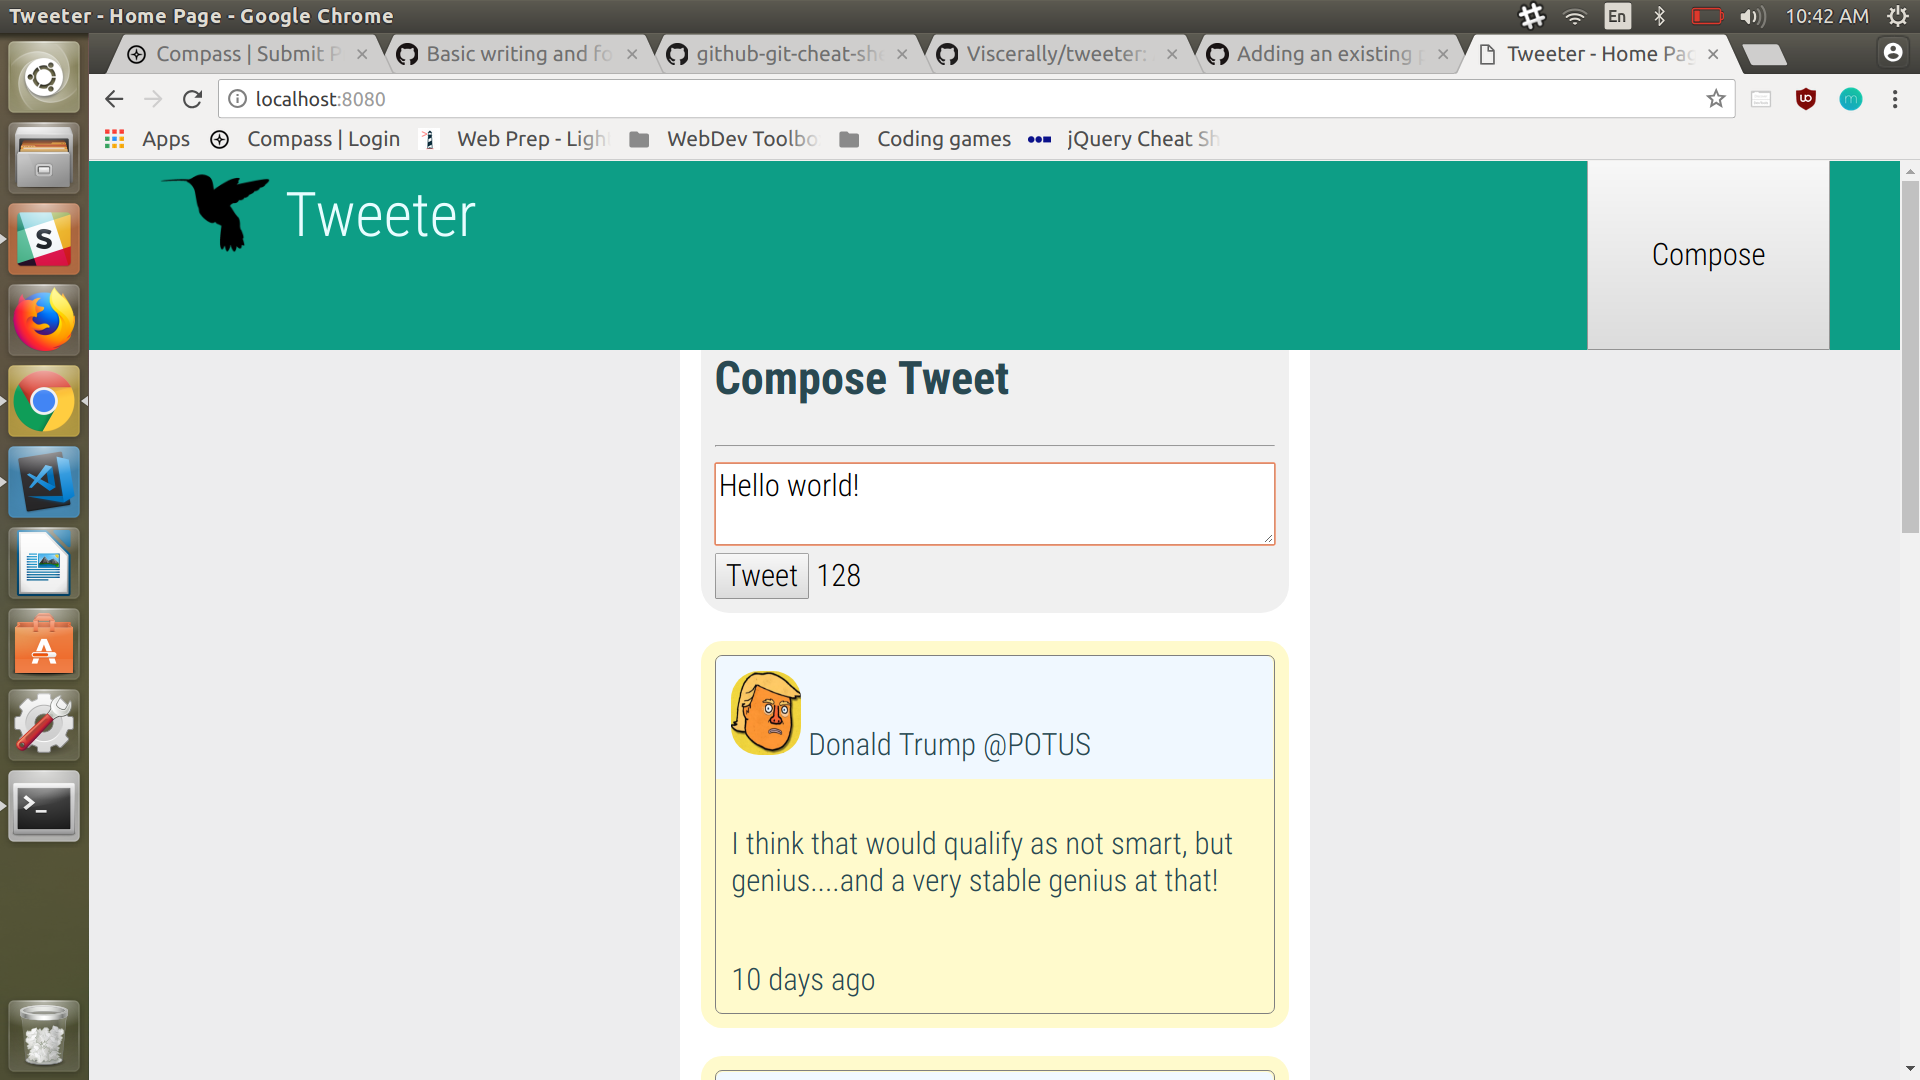 Tweeter - Home Page - Google Chrome
En
10:42 AM
Compass | Submit P
Basic writing and fo
github-git-cheat-she
Viscerally/tweeter:
Adding an existing p
Tweeter - Home Pag
localhost:8080
Apps
Compass | Login
Web Prep - Light
WebDev Toolbo
Coding games
jQuery Cheat Sh
Tweeter
Compose
Compose Tweet
Hello world!
Tweet 128
Donald Trump @POTUS
I think that would qualify as not smart, but
genius....and a very stable genius at that!
10 days ago